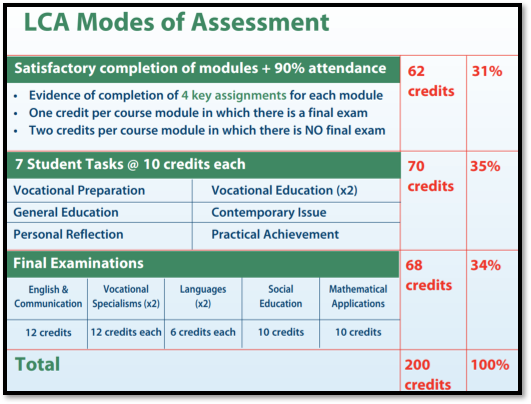 LCA Modes of Assessment
Satisfactory completion of modules + 90% attendance
62 credits
31%
• Evidence of completion of 4 key assignments for each module
• One credit per course module in which there is a final exam
• Two credits per course module in which there is NO final exam
7 Student Tasks @ 10 credits each
70 credits
35%
Vocational Preparation
Vocational Education (x2)
General Education
Contemporary Issue
Personal Reflection
Practical Achievement
Final Examinations
68 credits
34%
English & Communication
Vocational Specialisms (x2)
Languages (x2)
Social Education
Mathematical Applications
12 credits
12 credits each
6 credits each
10 credits
10 credits
Total
200 credits
100%